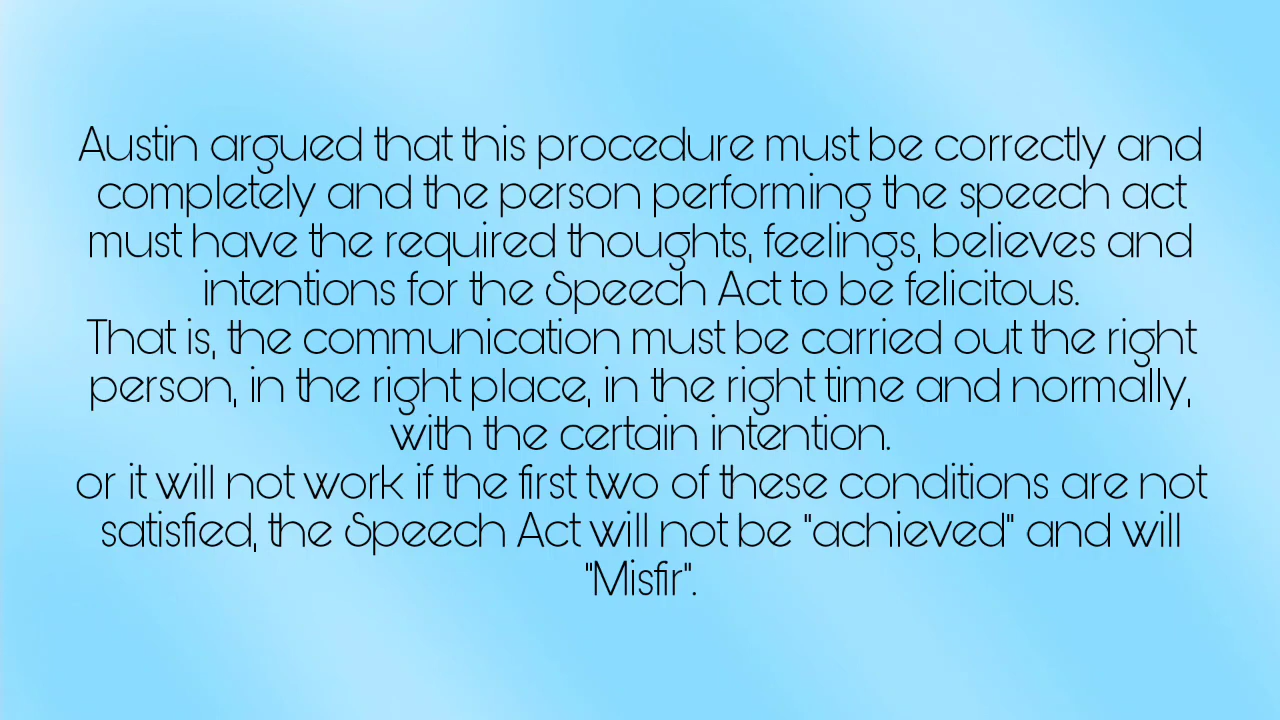 Austin argued that this procedure must be correctly and
completely and the person performing the speech act
must have the required thoughts, feelings, believes and
intentions for the Speech Act to be felicitous.
That is, the communication must be carried out the right
person, in the right place, in the right time and normally,
with the certain intention.
or it will not work if the first two of these conditions are not
satisfied, the Speech Act will not be "achieved" and will
"Misfir".